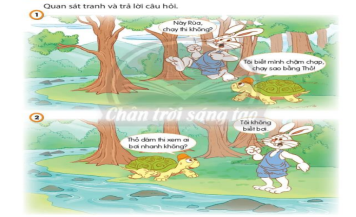 Quan sát tranh và trả lời câu hỏi.
1
Này Rùa,
chạy thi không?
Tôi biết mình chậm chạp,
chạy sao bằng Thỏ!
Chân trời sáng tạo
2
Tôi không
biết bơi
Thỏ dám thi xem ai
bơi nhanh không?